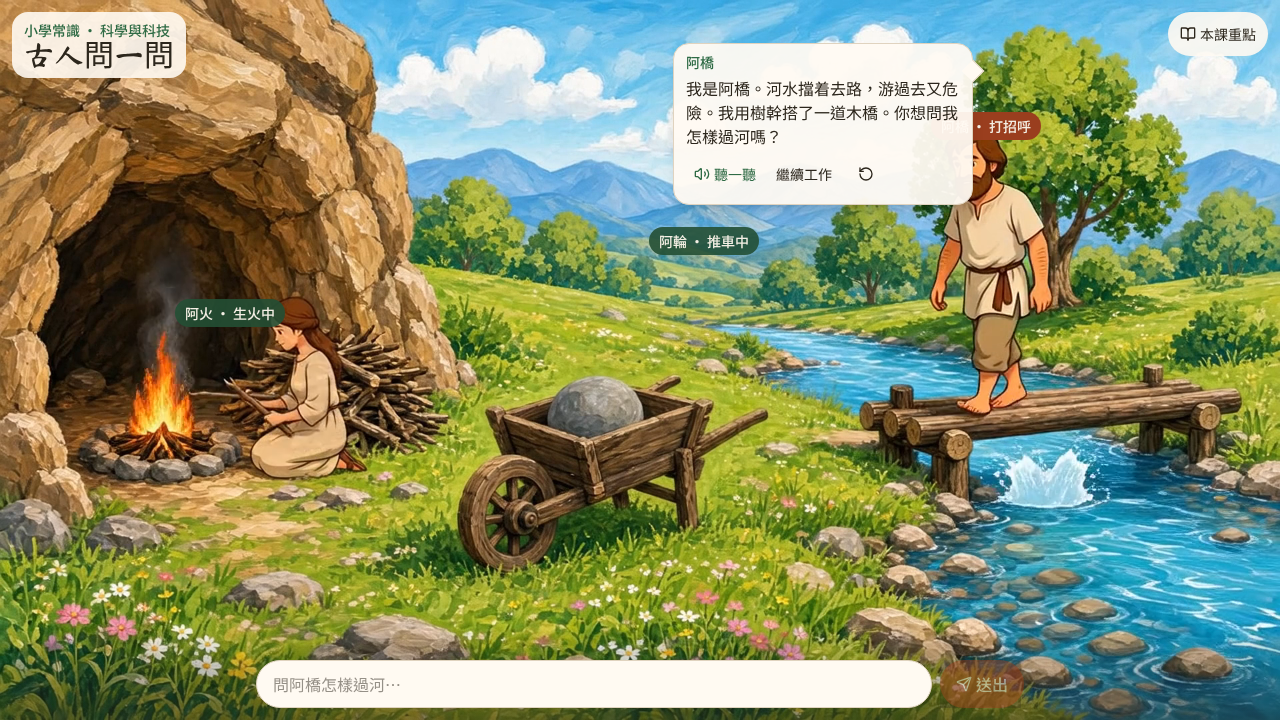 小學常識 · 科學與科技
古人問一問
本課重點
阿橋
我是阿橋。河水擋着去路，游過去又危
險。我用樹幹搭了一道木橋。你想問我
怎樣過河嗎？
聽一聽
繼續工作
· 打招呼
阿輪 · 推車中
阿火 · 生火中
問阿橋怎樣過河…
送出